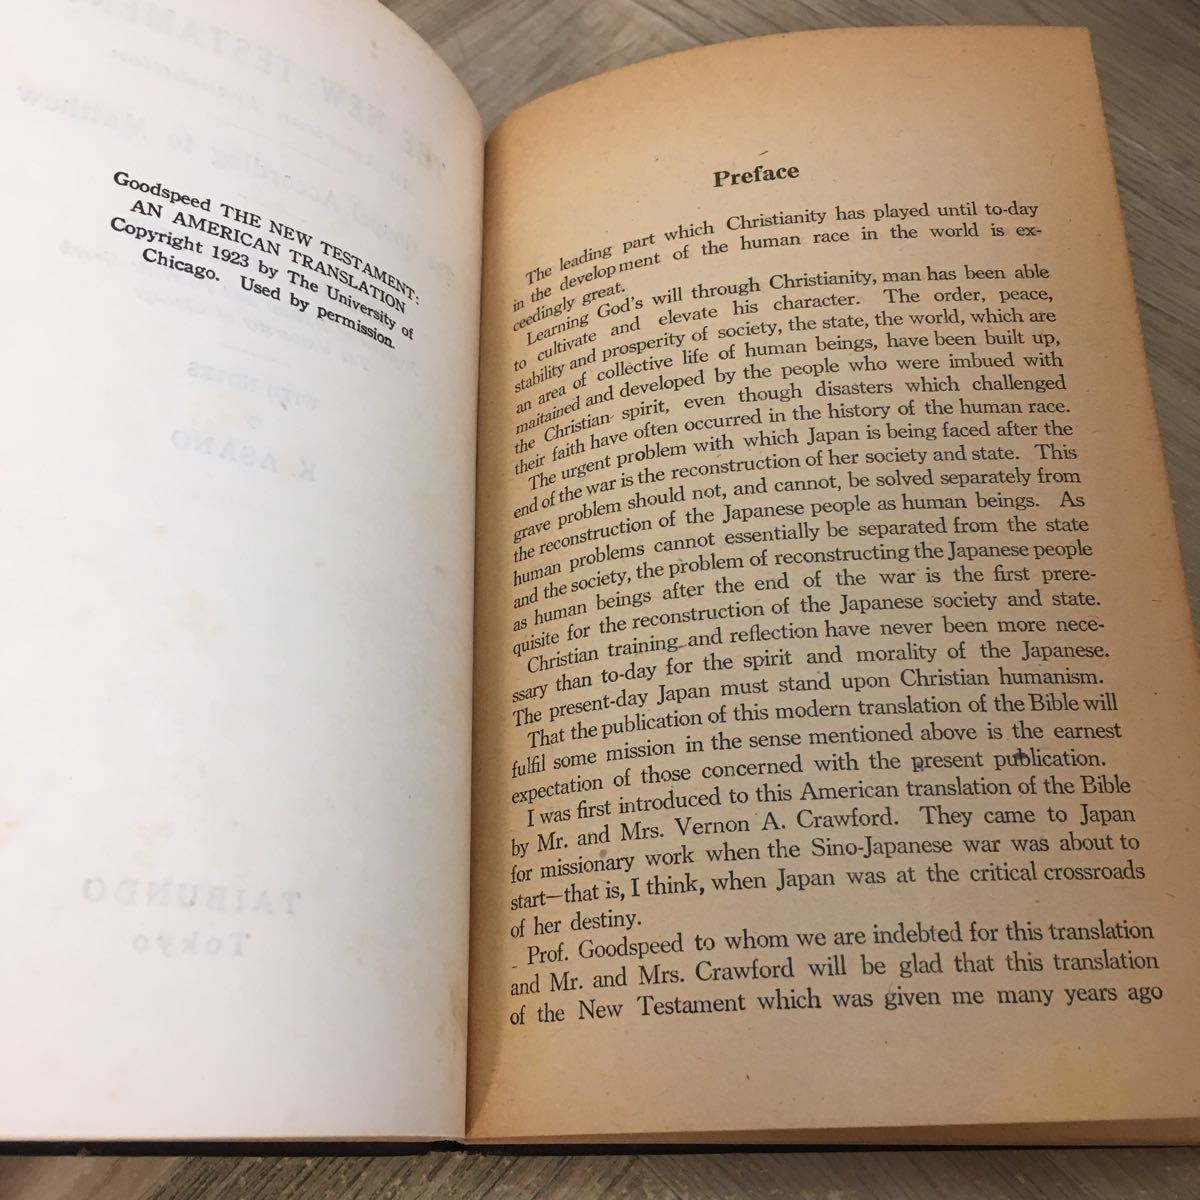 Goodspeed THE NEW TESTAMENT:
AN AMERICAN TRANSLATION
Copyright 1923 by The University of
Chicago. Used by permission.
Preface
The leading part which Christianity has played until to-day
in the development of the human race in the world is ex-
ceedingly great.
Learning God's will through Christianity, man has been able
to cultivate and elevate his character. The order, peace,
stability and prosperity of society, the state, the world, which are
an area of collective life of human beings, have been built up,
maitained and developed by the people who were imbued with
the Christian spirit, even though disasters which challenged
their faith have often occurred in the history of the human race.
The urgent problem with which Japan is being faced after the
end of the war is the reconstruction of her society and state. This
grave problem should not, and cannot, be solved separately from
the reconstruction of the Japanese people as human beings. As
human problems cannot essentially be separated from the state
and the society, the problem of reconstructing the Japanese people
as human beings after the end of the war is the first prere-
quisite for the reconstruction of the Japanese society and state.
Christian training and reflection have never been more nece-
ssary than to-day for the spirit and morality of the Japanese.
The present-day Japan must stand upon Christian humanism.
That the publication of this modern translation of the Bible will
fulfil some mission in the sense mentioned above is the earnest
expectation of those concerned with the present publication.
I was first introduced to this American translation of the Bible
by Mr. and Mrs. Vernon A. Crawford. They came to Japan
for missionary work when the Sino-Japanese war was about to
start—that is, I think, when Japan was at the critical crossroads
of her destiny.
Prof. Goodspeed to whom we are indebted for this translation
and Mr. and Mrs. Crawford will be glad that this translation
of the New Testament which was given me many years ago